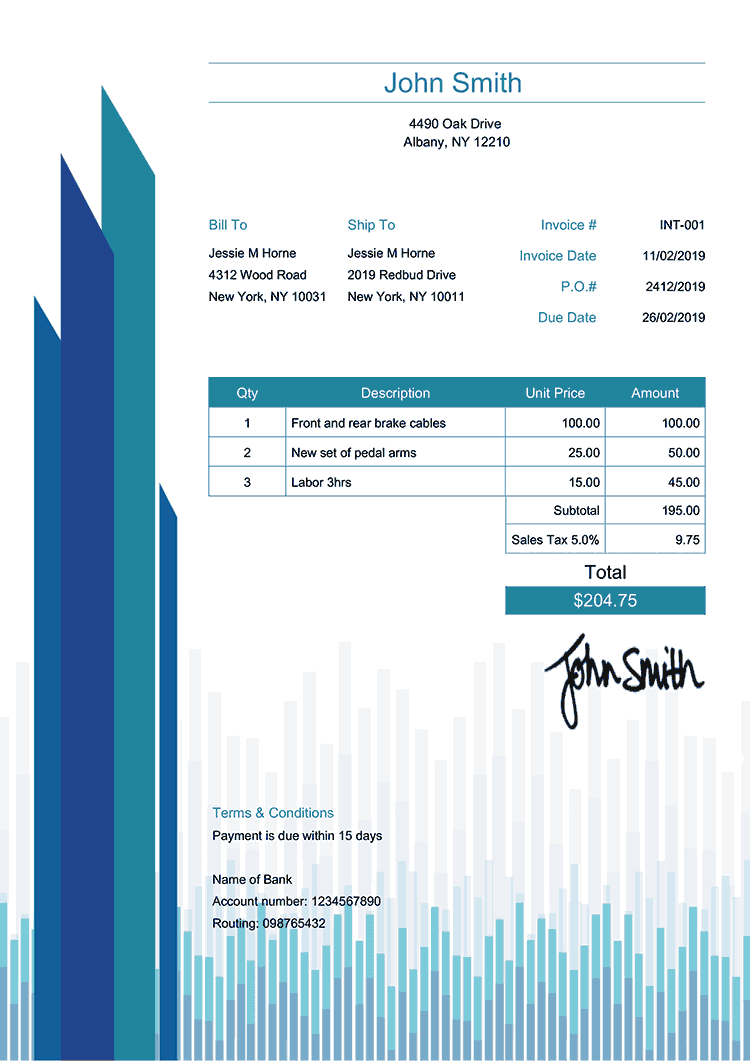 John Smith
4490 Oak Drive
Albany, NY 12210
Bill To Ship To Invoice # INT-001
Jessie M Horne Jessie M Horne Invoice Date 11/02/2019
4312 Wood Road 2019 Redbud Drive P.O.# 2412/2019
New York, NY 10031 New York, NY 10011 Due Date 26/02/2019
Qty Description Unit Price Amount
1 Front and rear brake cables 100.00 100.00
2 New set of pedal arms 25.00 50.00
3 Labor 3hrs 15.00 45.00
Subtotal 195.00
Sales Tax 5.0% 9.75
Total
$204.75
John Smith
Terms & Conditions
Payment is due within 15 days
Name of Bank
Account number: 1234567890
Routing: 098765432